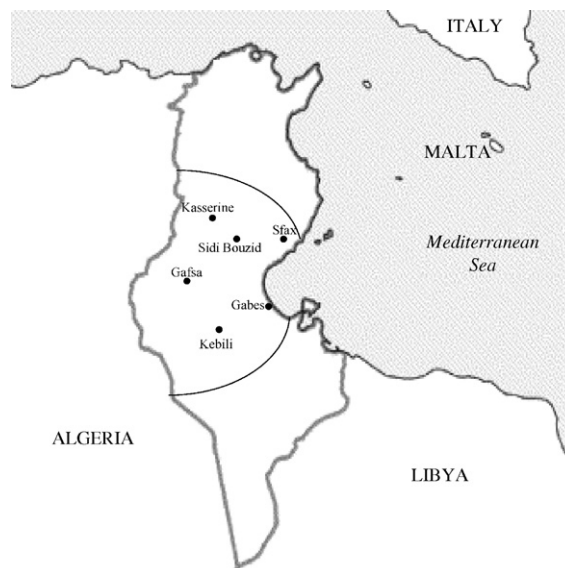 ITALY
MALTA
Kasserine
Sfax
Sidi Bouzid
Mediterranean
Sea
Gafsa
Gabes
Kebili
ALGERIA
LIBYA